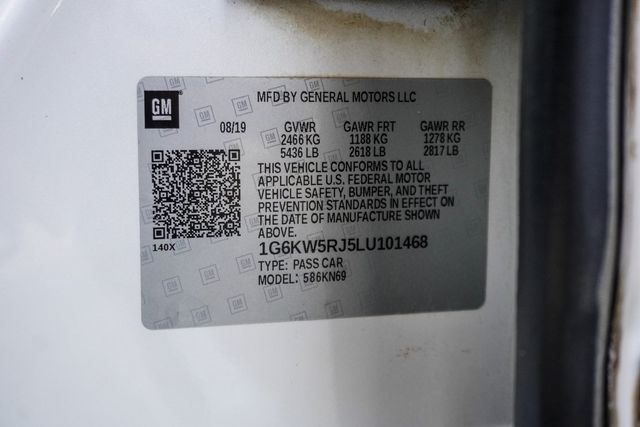 GM
MFD BY GENERAL MOTORS LLC
08/19 GVWR GAWR FRT GAWR RR
2466 KG 1188 KG 1278 KG
5436 LB 2618 LB 2817 LB
THIS VEHICLE CONFORMS TO ALL
APPLICABLE U.S. FEDERAL MOTOR
VEHICLE SAFETY, BUMPER, AND THEFT
PREVENTION STANDARDS IN EFFECT ON
THE DATE OF MANUFACTURE SHOWN
ABOVE.
140X
1G6KW5RJ5LU101468
TYPE: PASS CAR
MODEL: 586KN69